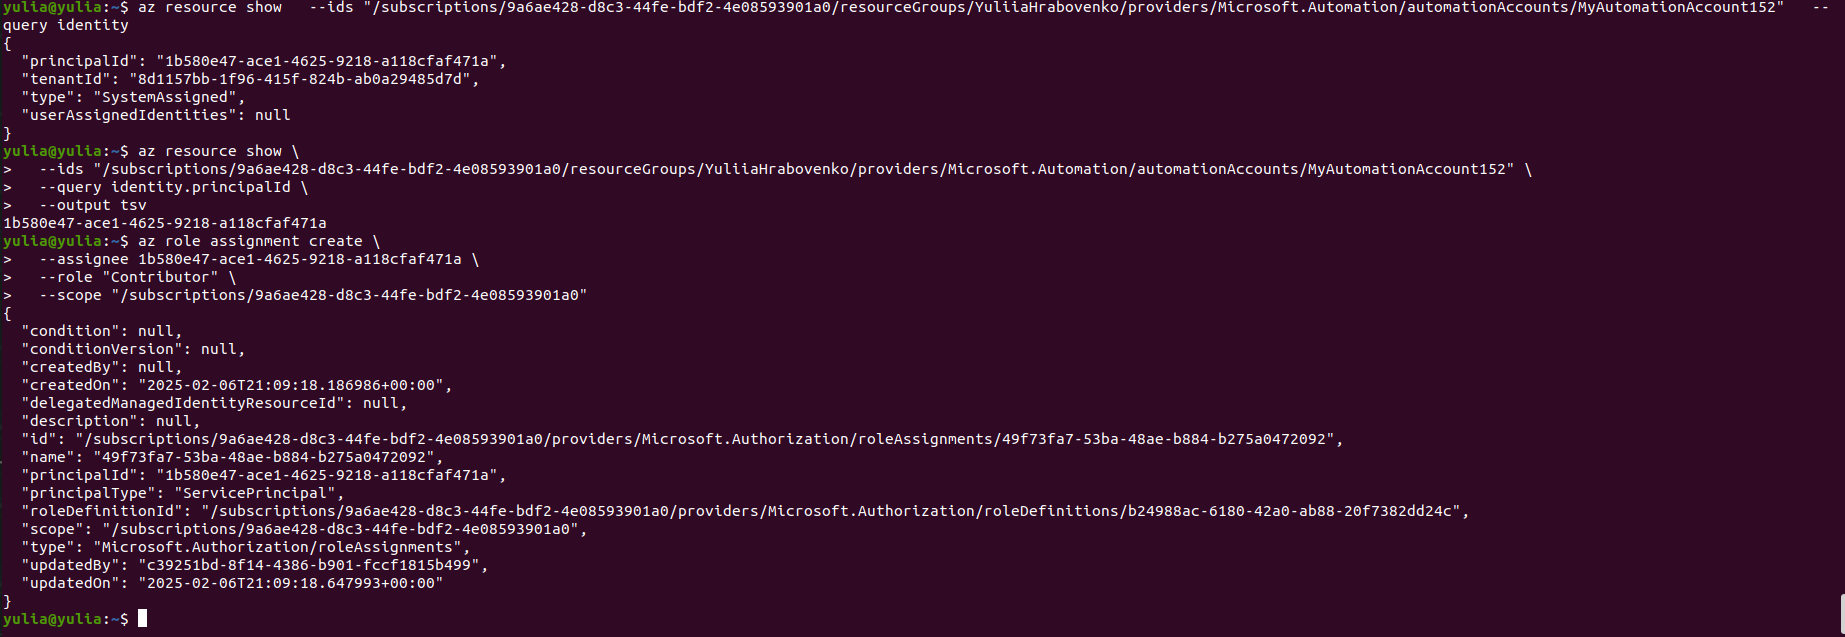 yulia@yulia:~$ az resource show   --ids "/subscriptions/9a6ae428-d8c3-44fe-bdf2-4e08593901a0/resourceGroups/YuliiaHrabovenko/providers/Microsoft.Automation/automationAccounts/MyAutomationAccount152"   --
query identity
{
  "principalId": "1b580e47-ace1-4625-9218-a118cfaf471a",
  "tenantId": "8d1157bb-1f96-415f-824b-ab0a29485d7d",
  "type": "SystemAssigned",
  "userAssignedIdentities": null
}
yulia@yulia:~$ az resource show \
>   --ids "/subscriptions/9a6ae428-d8c3-44fe-bdf2-4e08593901a0/resourceGroups/YuliiaHrabovenko/providers/Microsoft.Automation/automationAccounts/MyAutomationAccount152" \
>   --query identity.principalId \
>   --output tsv
1b580e47-ace1-4625-9218-a118cfaf471a
yulia@yulia:~$ az role assignment create \
>   --assignee 1b580e47-ace1-4625-9218-a118cfaf471a \
>   --role "Contributor" \
>   --scope "/subscriptions/9a6ae428-d8c3-44fe-bdf2-4e08593901a0"
{
  "condition": null,
  "conditionVersion": null,
  "createdBy": null,
  "createdOn": "2025-02-06T21:09:18.186986+00:00",
  "delegatedManagedIdentityResourceId": null,
  "description": null,
  "id": "/subscriptions/9a6ae428-d8c3-44fe-bdf2-4e08593901a0/providers/Microsoft.Authorization/roleAssignments/49f73fa7-53ba-48ae-b884-b275a0472092",
  "name": "49f73fa7-53ba-48ae-b884-b275a0472092",
  "principalId": "1b580e47-ace1-4625-9218-a118cfaf471a",
  "principalType": "ServicePrincipal",
  "roleDefinitionId": "/subscriptions/9a6ae428-d8c3-44fe-bdf2-4e08593901a0/providers/Microsoft.Authorization/roleDefinitions/b24988ac-6180-42a0-ab88-20f7382dd24c",
  "scope": "/subscriptions/9a6ae428-d8c3-44fe-bdf2-4e08593901a0",
  "type": "Microsoft.Authorization/roleAssignments",
  "updatedBy": "c39251bd-8f14-4386-b901-fccf1815b499",
  "updatedOn": "2025-02-06T21:09:18.647993+00:00"
}
yulia@yulia:~$